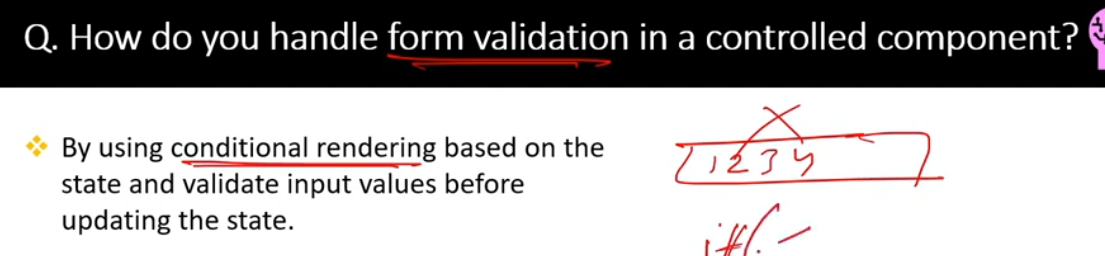 Q. How do you handle form validation in a controlled component?
By using conditional rendering based on the
state and validate input values before
updating the state.
1234
if(.-